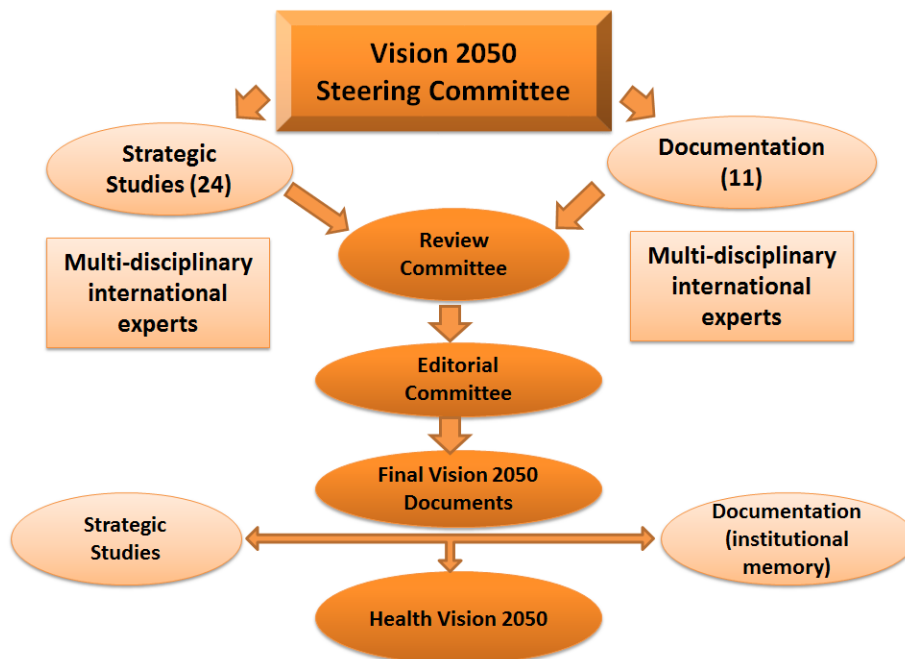 Vision 2050
Steering Committee
Strategic
Studies (24)
Documentation
(11)
Review
Committee
Multi-disciplinary
international
experts
Multi-disciplinary
international
experts
Editorial
Committee
Final Vision 2050
Documents
Strategic
Studies
Documentation
(institutional
memory)
Health Vision 2050